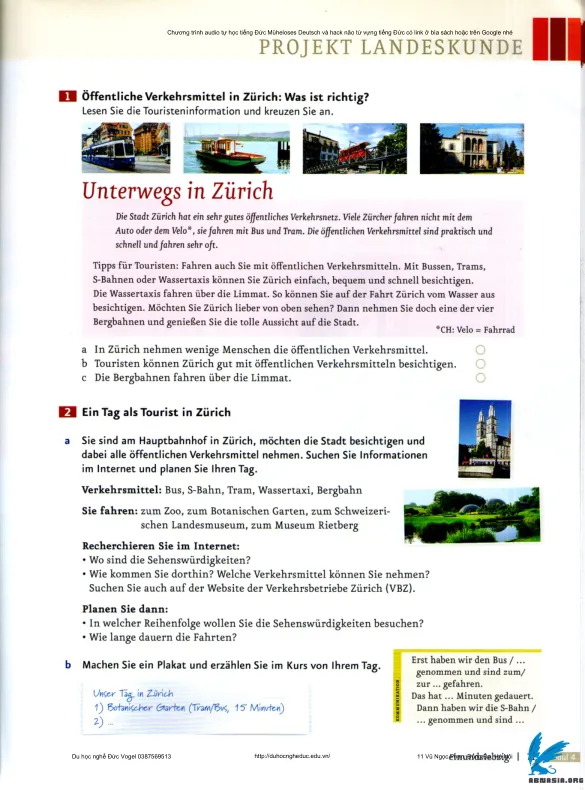 Chương trình audio tự học tiếng Đức Müheloses Deutsch và hack não từ vựng tiếng Đức có link ở bìa sách hoặc trên Google nhé
PROJEKT LANDESKUNDE
1 Öffentliche Verkehrsmittel in Zürich: Was ist richtig?
Lesen Sie die Touristeninformation und kreuzen Sie an.
Unterwegs in Zürich
Die Stadt Zürich hat ein sehr gutes öffentliches Verkehrsnetz. Viele Zürcher fahren nicht mit dem
Auto oder dem Velo*, sie fahren mit Bus und Tram. Die öffentlichen Verkehrsmittel sind praktisch und
schnell und fahren sehr oft.
Tipps für Touristen: Fahren auch Sie mit öffentlichen Verkehrsmitteln. Mit Bussen, Trams,
S-Bahnen oder Wassertaxis können Sie Zürich einfach, bequem und schnell besichtigen.
Die Wassertaxis fahren über die Limmat. So können Sie auf der Fahrt Zürich vom Wasser aus
besichtigen. Möchten Sie Zürich lieber von oben sehen? Dann nehmen Sie doch eine der vier
Bergbahnen und genießen Sie die tolle Aussicht auf die Stadt.
*CH: Velo = Fahrrad
a In Zürich nehmen wenige Menschen die öffentlichen Verkehrsmittel.
b Touristen können Zürich gut mit öffentlichen Verkehrsmitteln besichtigen.
c Die Bergbahnen fahren über die Limmat.
2 Ein Tag als Tourist in Zürich
a Sie sind am Hauptbahnhof in Zürich, möchten die Stadt besichtigen und
dabei alle öffentlichen Verkehrsmittel nehmen. Suchen Sie Informationen
im Internet und planen Sie Ihren Tag.
Verkehrsmittel: Bus, S-Bahn, Tram, Wassertaxi, Bergbahn
Sie fahren: zum Zoo, zum Botanischen Garten, zum Schweizeri-
schen Landesmuseum, zum Museum Rietberg
Recherchieren Sie im Internet:
• Wo sind die Sehenswürdigkeiten?
• Wie kommen Sie dorthin? Welche Verkehrsmittel können Sie nehmen?
Suchen Sie auch auf der Website der Verkehrsbetriebe Zürich (VBZ).
Planen Sie dann:
• In welcher Reihenfolge wollen Sie die Sehenswürdigkeiten besuchen?
• Wie lange dauern die Fahrten?
b Machen Sie ein Plakat und erzählen Sie im Kurs von Ihrem Tag.
Unser Tag in Zürich
1) Botanischer Garten (Tram/Bus, 15 Minuten)
2) ...
KOMMUNIKATION
Erst haben wir den Bus / ...
genommen und sind zum/
zur ... gefahren.
Das hat ... Minuten gedauert.
Dann haben wir die S-Bahn /
... genommen und sind ...
Du học nghề Đức Vogel 0387569513
http://duhocngheduc.edu.vn/
11 Vũ Ngọc
ABMASIA.ORG